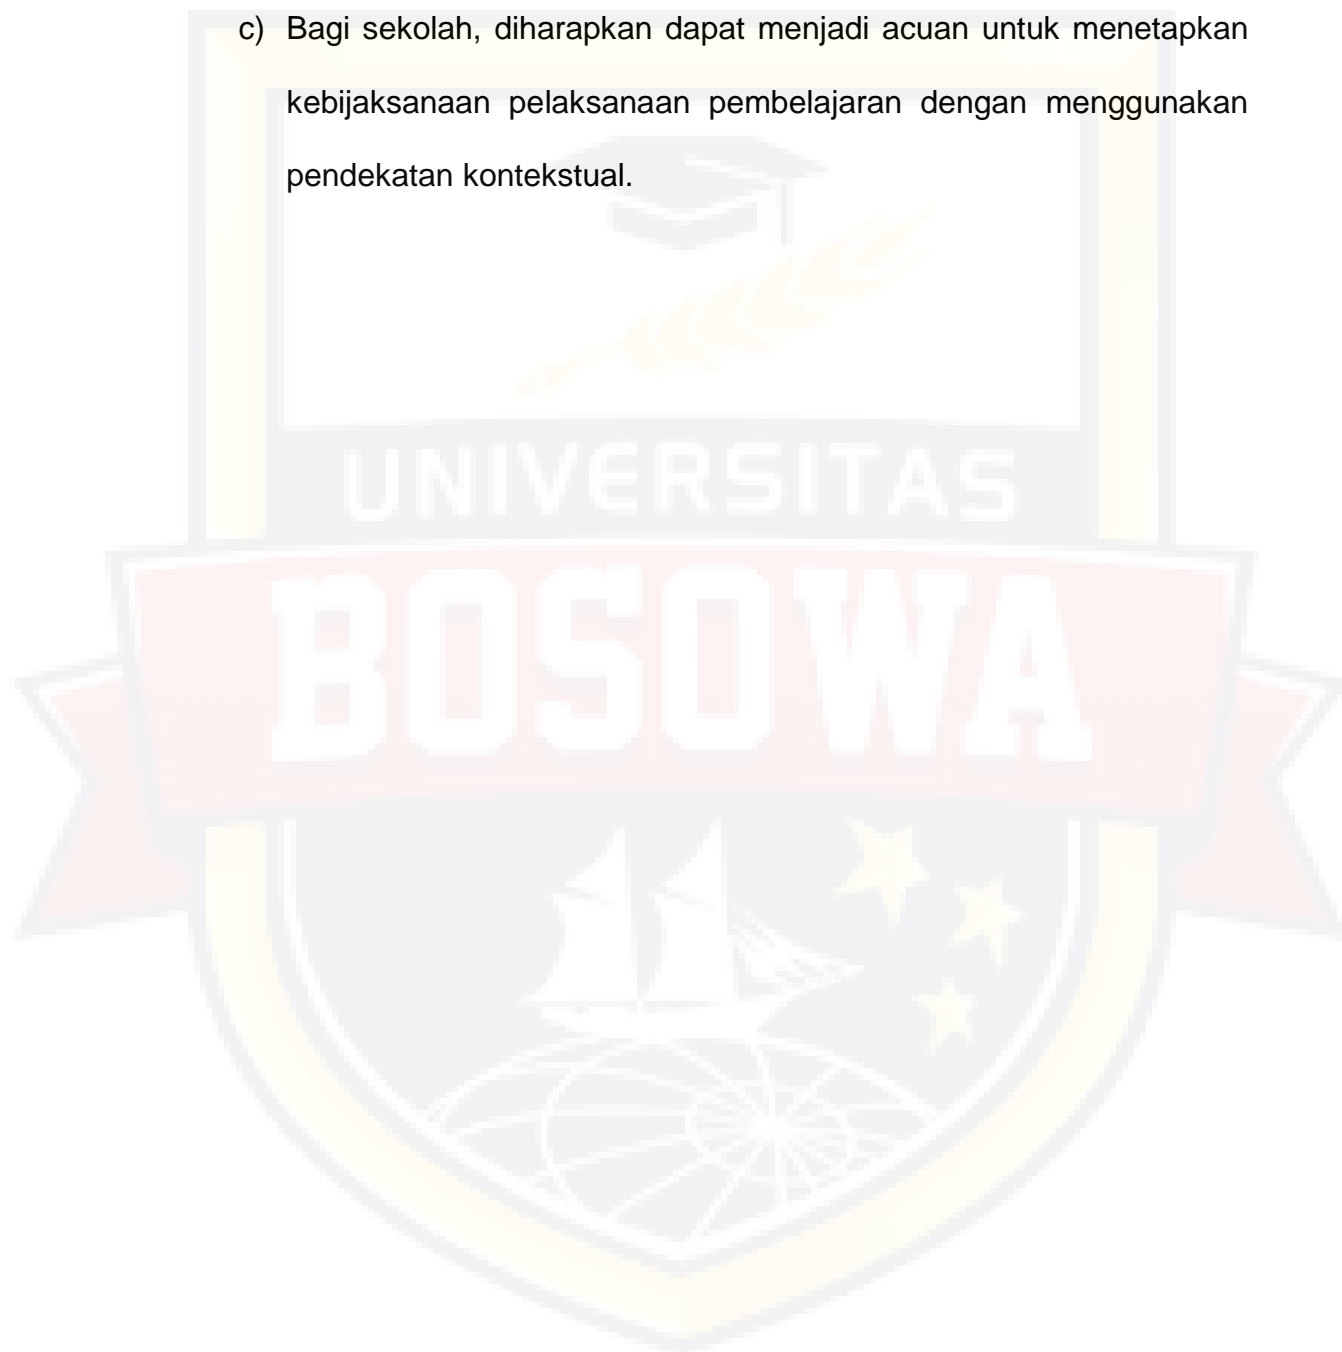 c) Bagi sekolah, diharapkan dapat menjadi acuan untuk menetapkan
kebijaksanaan pelaksanaan pembelajaran dengan menggunakan
pendekatan kontekstual.
UNIVERSITAS
BOSOWA